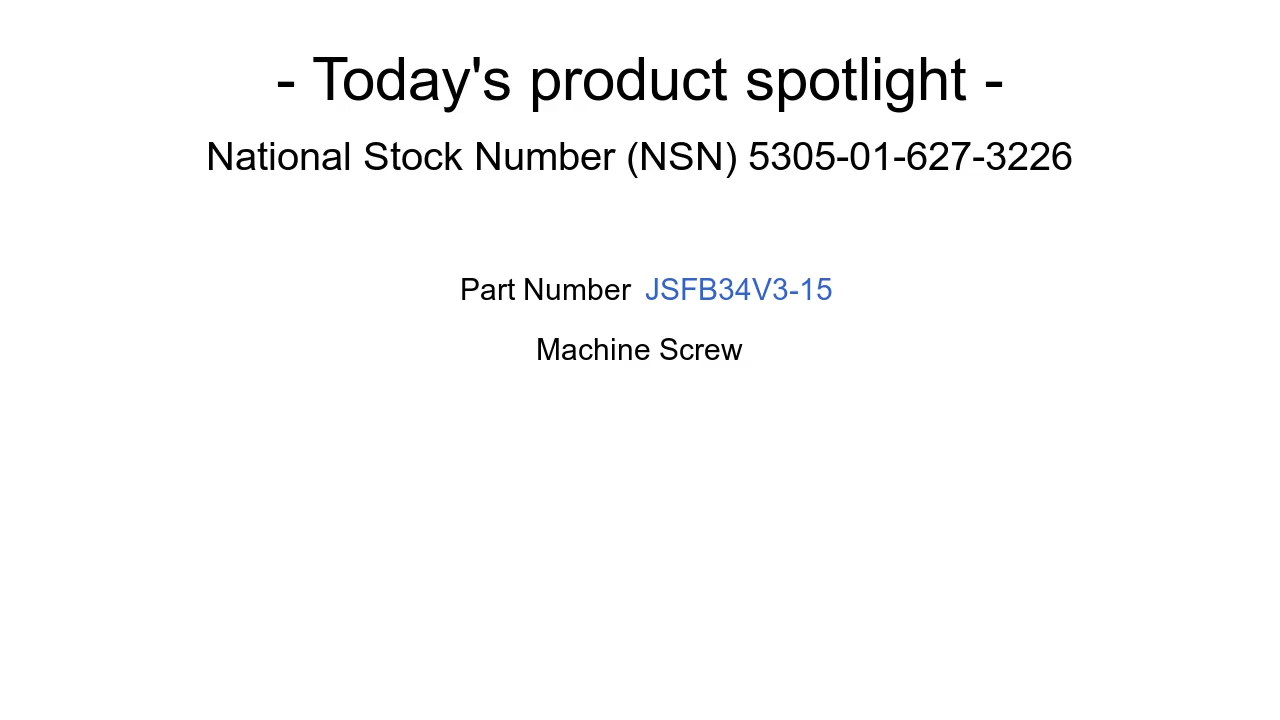 - Today's product spotlight -
National Stock Number (NSN) 5305-01-627-3226
Part Number JSFB34V3-15
Machine Screw